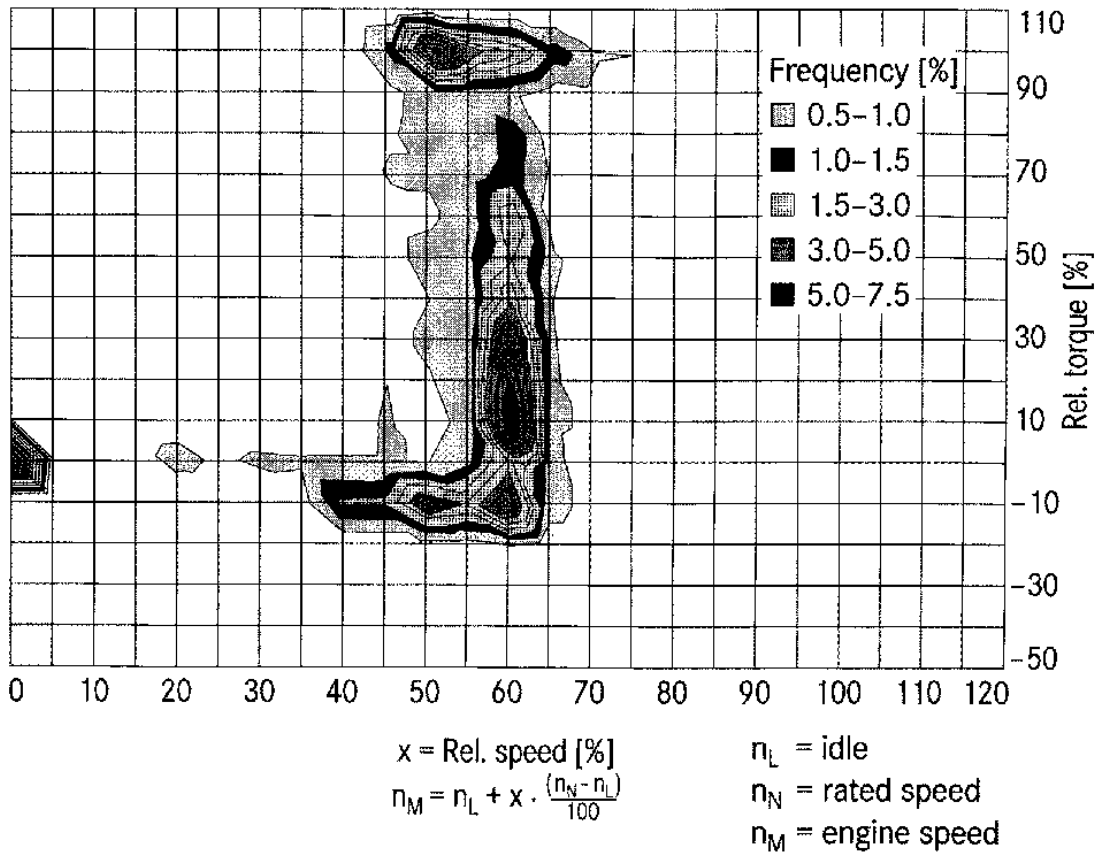 110
Frequency [%]
0.5–1.0
90
1.0–1.5
70
1.5–3.0
3.0–5.0
50
5.0–7.5
30
10
-10
-30
-50
Rel. torque [%]
0 10 20 30 40 50 60 70 80 90 100 110 120
x = Rel. speed [%]
n_M = n_L + x · (n_N - n_L)/100
n_L = idle
n_N = rated speed
n_M = engine speed